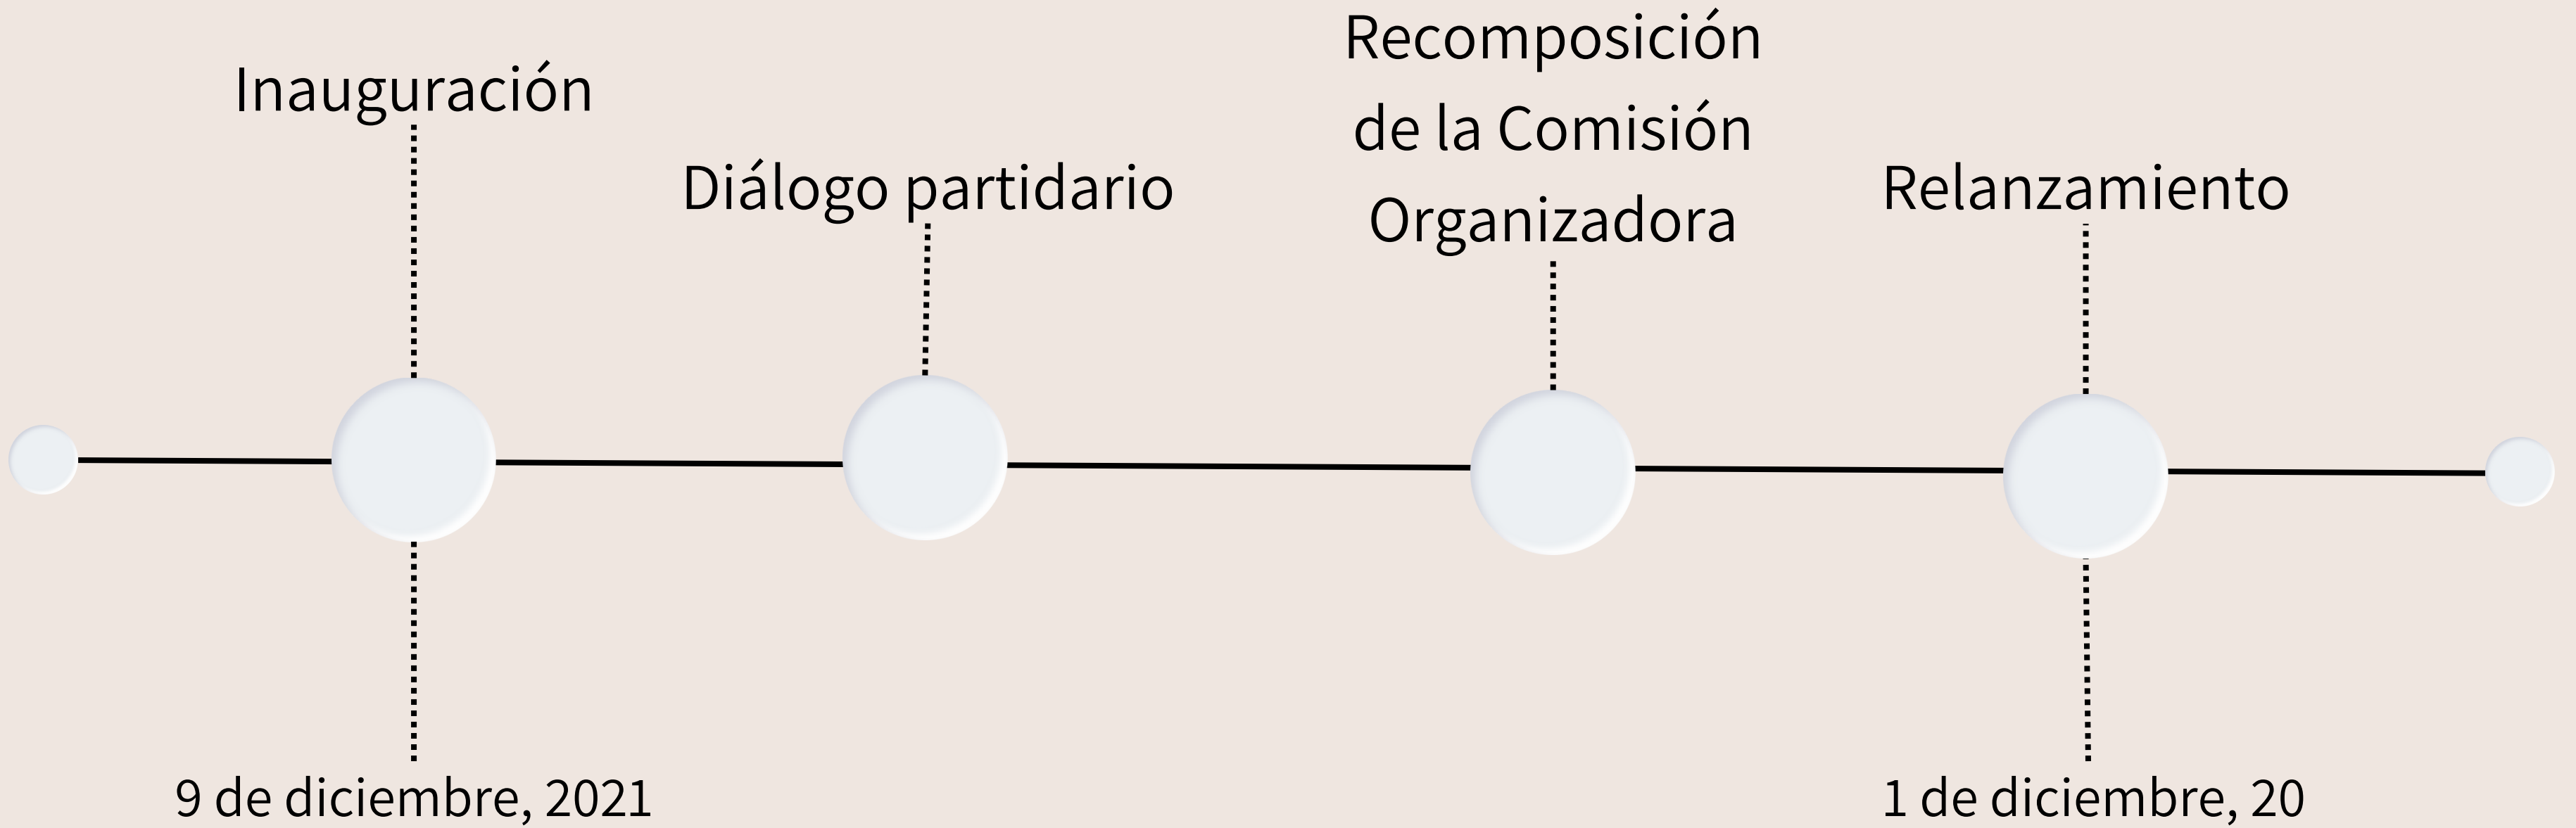 Inauguración
Diálogo partidario
Recomposición
de la Comisión
Organizadora
Relanzamiento
9 de diciembre, 2021
1 de diciembre, 20